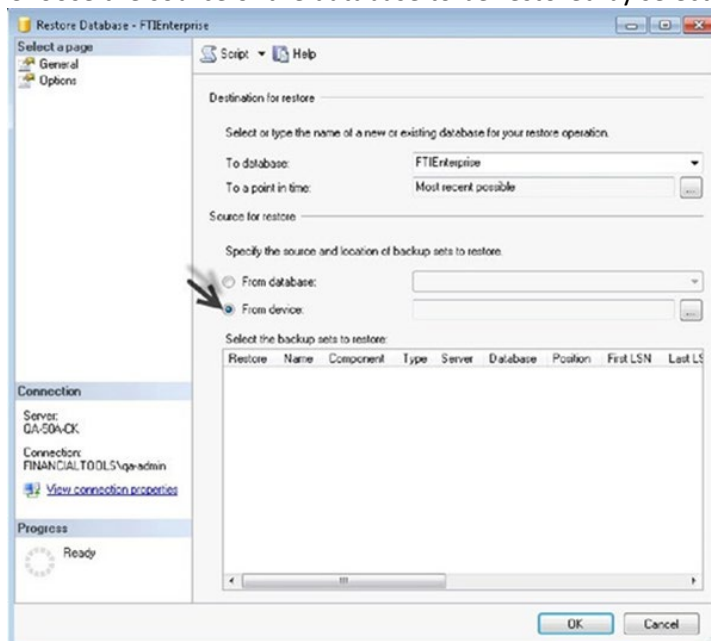 Restore Database - FTIEnterprise
Select a page
General
Options
Script Help
Destination for restore
Select or type the name of a new or existing database for your restore operation.
To database: FTIEnterprise
To a point in time: Most recent possible ...
Source for restore
Specify the source and location of backup sets to restore.
From database:
From device: ...
Select the backup sets to restore:
Restore Name Component Type Server Database Position First LSN Last LS
Connection
Server:
QA-50A-CK
Connection:
FINANCIALTOOLS\qa-admin
View connection properties
Progress
Ready
OK Cancel